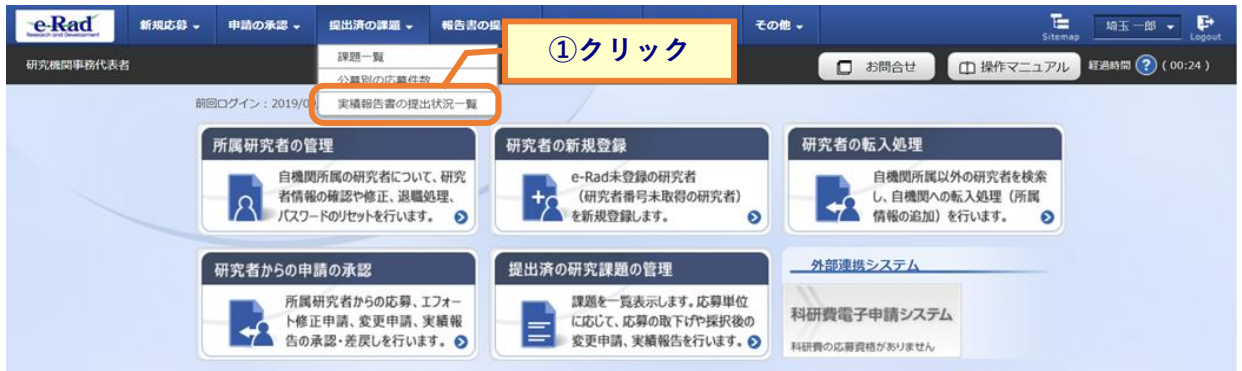 e-Rad
Research and Development
新規応募
申請の承認
提出済の課題
報告書の提
その他
Sitemap
埼玉 一郎
Logout
①クリック
研究機関事務代表者
課題一覧
公募別の応募件数
実績報告書の提出状況一覧
お問合せ
操作マニュアル
経過時間 ? ( 00:24 )
前回ログイン : 2019/0
所属研究者の管理
自機関所属の研究者について、研究
者情報の確認や修正、退職処理、
パスワードのリセットを行います。
研究者の新規登録
e-Rad未登録の研究者
(研究者番号未取得の研究者)
を新規登録します。
研究者の転入処理
自機関所属以外の研究者を検索
し、自機関への転入処理（所属
情報の追加）を行います。
研究者からの申請の承認
所属研究者からの応募、エフォー
ト修正申請、変更申請、実績報
告の承認・差戻しを行います。
提出済の研究課題の管理
課題を一覧表示します。応募単位
に応じて、応募の取下げや採択後の
変更申請、実績報告を行います。
外部連携システム
科研費電子申請システム
科研費の応募資格がありません